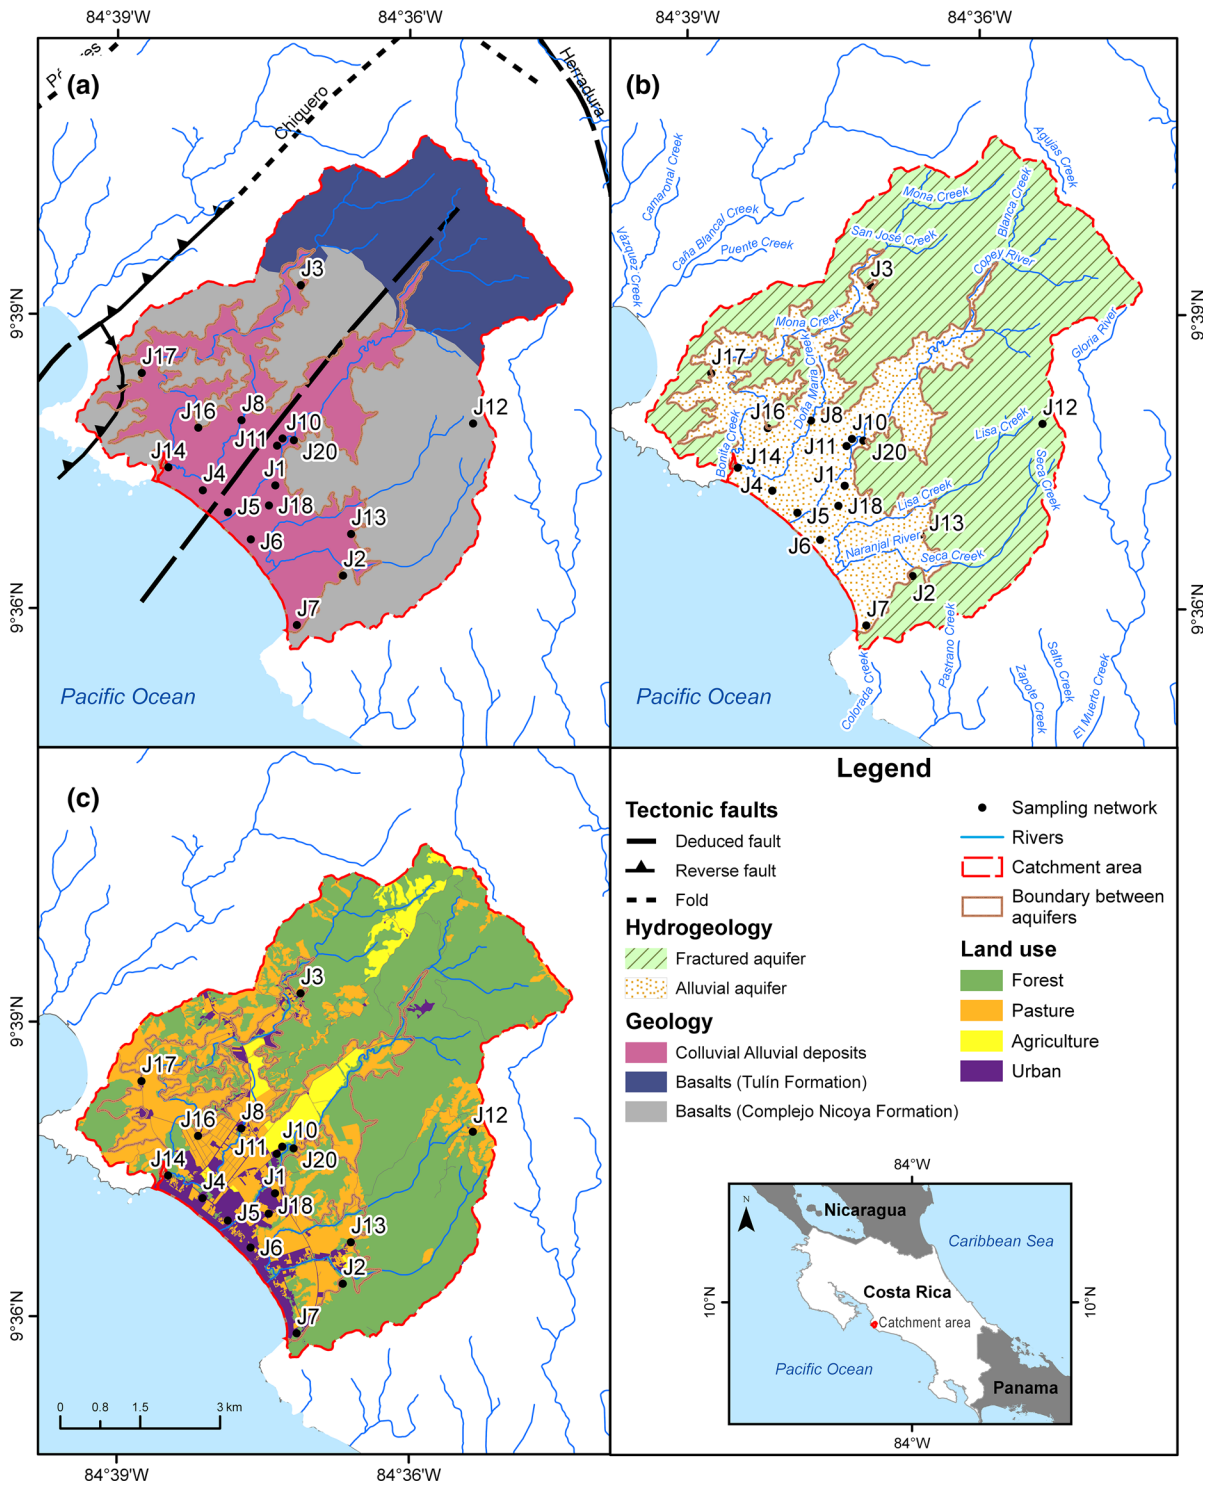 84°39'W
84°36'W
84°39'W
84°36'W
(a)
Chiquero
Herradura
9°39'N
9°36'N
J3
J17
J16
J8
J10
J12
J11
J20
J14
J4
J1
J5
J18
J13
J6
J2
J7
Pacific Ocean
(b)
Agujas Creek
Camaronal Creek
Mona Creek
Blanca Creek
Caña Blancal Creek
San José Creek
Vázquez Creek
Puente Creek
Copey River
J3
Mona Creek
Gloria River
9°39'N
J17
Doña María Creek
J16
J8
J10
J12
J11
J20
Lisa Creek
Bonita Creek
J14
J4
J1
Seca Creek
Lisa Creek
J5
J18
J13
J6
Naranjal River
Seca Creek
J2
J7
9°36'N
Pastrano Creek
Colorada Creek
Salto Creek
Zapote Creek
El Muerto Creek
Pacific Ocean
(c)
9°39'N
9°36'N
J3
J17
J16
J8
J10
J12
J11
J20
J14
J4
J1
J5
J18
J13
J6
J2
J7
0 0.8 1.5 3 km
84°39'W
84°36'W
Legend
Tectonic faults
Deduced fault
Reverse fault
Fold
Hydrogeology
Fractured aquifer
Alluvial aquifer
Geology
Colluvial Alluvial deposits
Basalts (Tulín Formation)
Basalts (Complejo Nicoya Formation)
Sampling network
Rivers
Catchment area
Boundary between
aquifers
Land use
Forest
Pasture
Agriculture
Urban
84°W
N
Nicaragua
Caribbean Sea
Costa Rica
10°N
10°N
Catchment area
Pacific Ocean
Panama
84°W